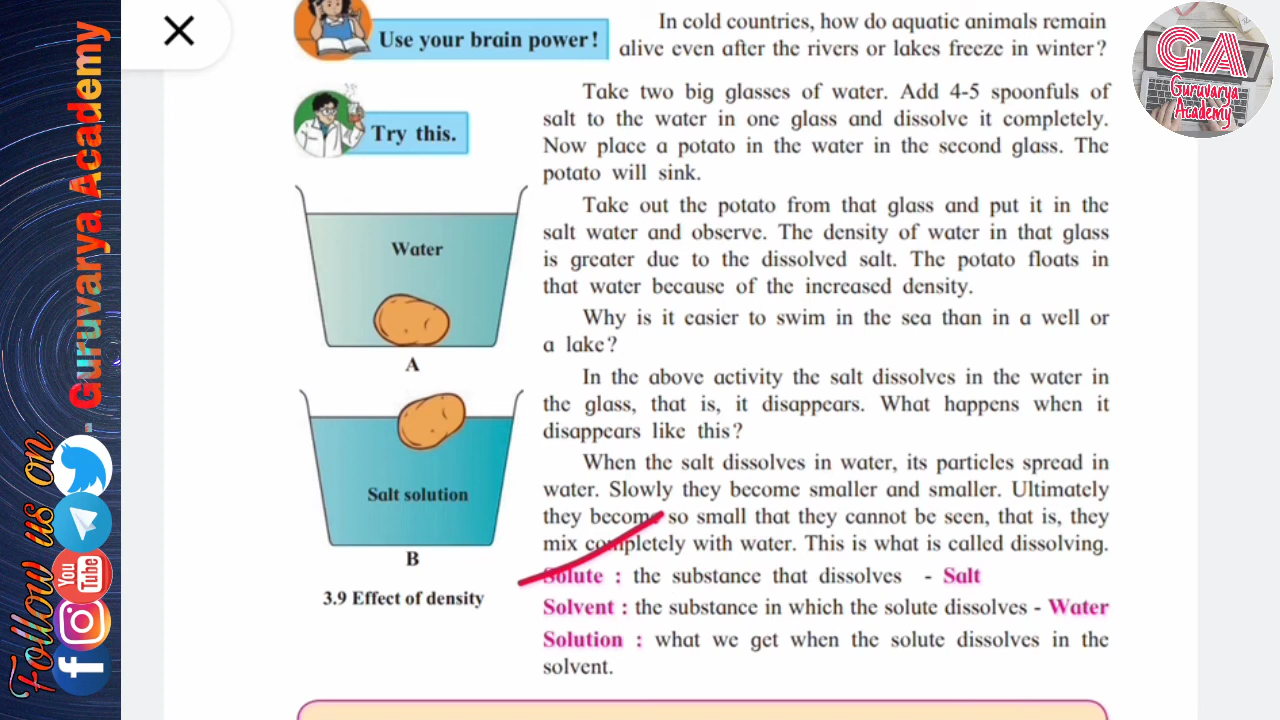 Guruvarya Academy
Follow us on
You
Tube
GA
Guruvarya
Academy
Use your brain power!
In cold countries, how do aquatic animals remain
alive even after the rivers or lakes freeze in winter?
Try this.
Take two big glasses of water. Add 4-5 spoonfuls of
salt to the water in one glass and dissolve it completely.
Now place a potato in the water in the second glass. The
potato will sink.
Take out the potato from that glass and put it in the
salt water and observe. The density of water in that glass
is greater due to the dissolved salt. The potato floats in
that water because of the increased density.
Why is it easier to swim in the sea than in a well or
a lake?
In the above activity the salt dissolves in the water in
the glass, that is, it disappears. What happens when it
disappears like this?
When the salt dissolves in water, its particles spread in
water. Slowly they become smaller and smaller. Ultimately
they become so small that they cannot be seen, that is, they
mix completely with water. This is what is called dissolving.
Solute : the substance that dissolves - Salt
Solvent : the substance in which the solute dissolves - Water
Solution : what we get when the solute dissolves in the
solvent.
Water
A
Salt solution
B
3.9 Effect of density